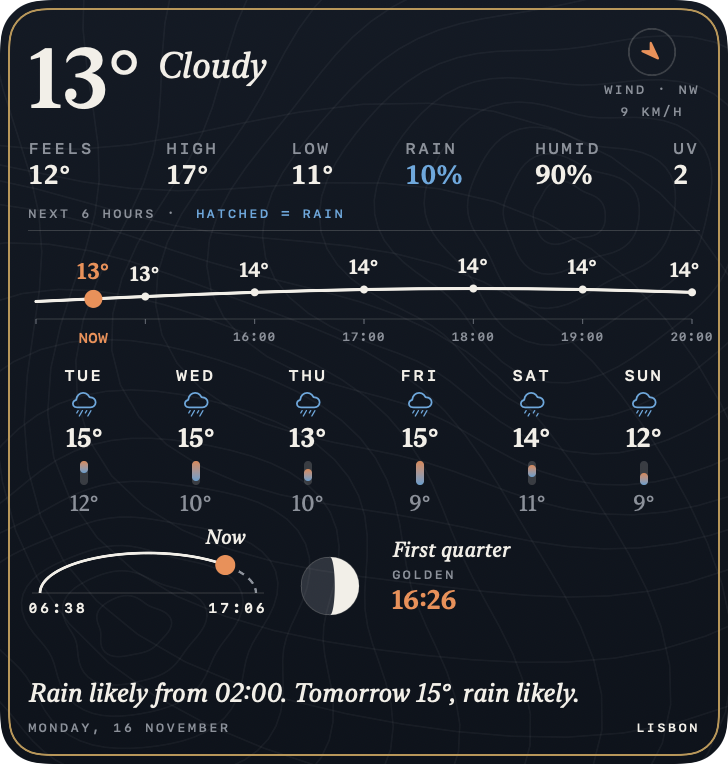 13° Cloudy
WIND · NW
9 KM/H
FEELS HIGH LOW RAIN HUMID UV
12° 17° 11° 10% 90% 2
NEXT 6 HOURS · HATCHED = RAIN
13° 13° 14° 14° 14° 14° 14°
NOW 16:00 17:00 18:00 19:00 20:00
TUE WED THU FRI SAT SUN
15° 15° 13° 15° 14° 12°
12° 10° 10° 9° 11° 9°
Now
06:38 17:06
First quarter
GOLDEN
16:26
Rain likely from 02:00. Tomorrow 15°, rain likely.
MONDAY, 16 NOVEMBER LISBON